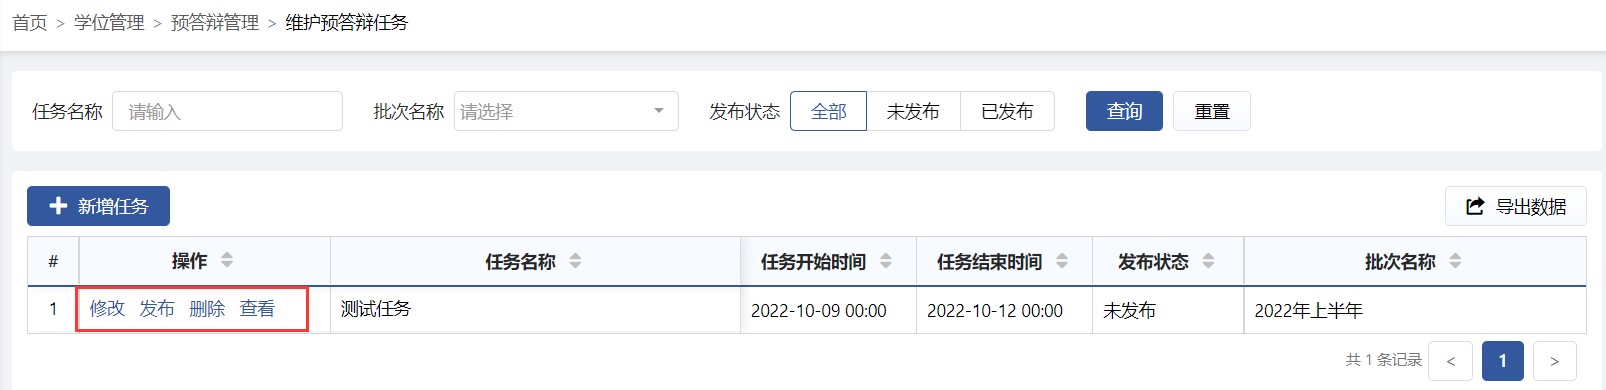 首页 > 学位管理 > 预答辩管理 > 维护预答辩任务
任务名称 请输入 批次名称 请选择 发布状态 全部 未发布 已发布 查询 重置
新增任务 导出数据
# 操作 任务名称 任务开始时间 任务结束时间 发布状态 批次名称
1 修改 发布 删除 查看 测试任务 2022-10-09 00:00 2022-10-12 00:00 未发布 2022年上半年
共 1 条记录 < 1 >